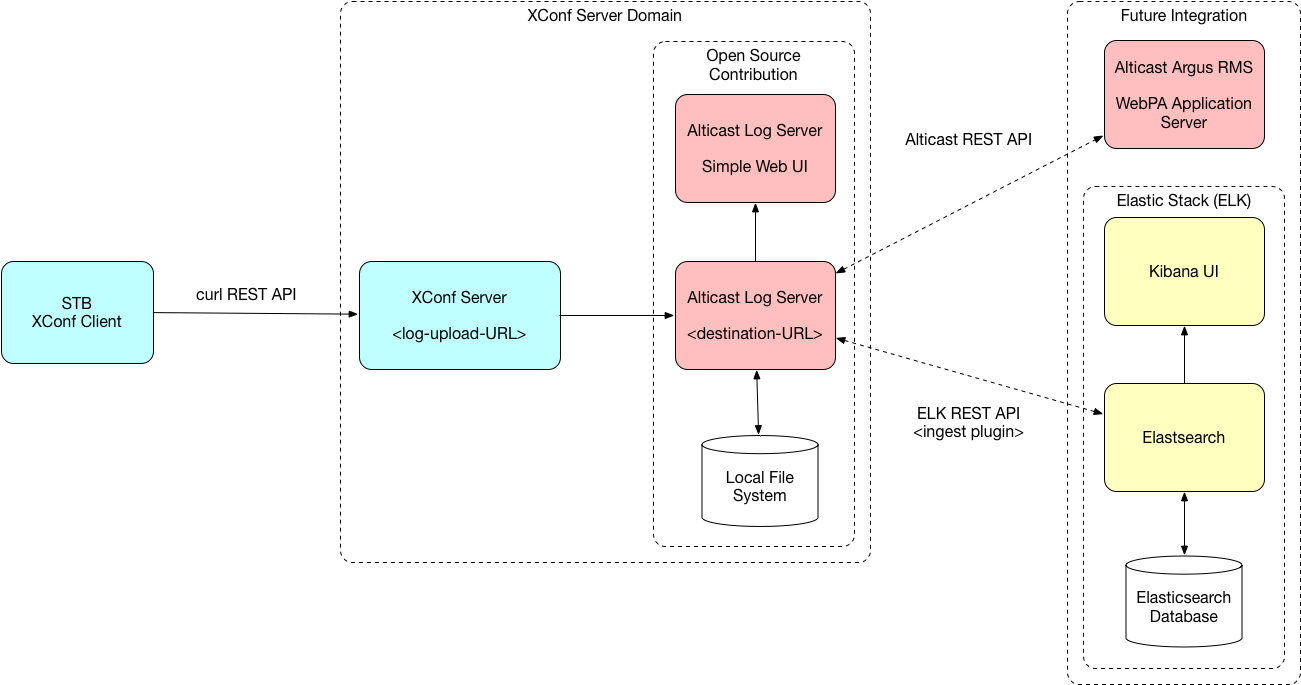 XConf Server Domain
Future Integration
Open Source
Contribution
Alticast Log Server
Simple Web UI
Alticast REST API
Alticast Argus RMS
WebPA Application
Server
Elastic Stack (ELK)
Kibana UI
STB
XConf Client
curl REST API
XConf Server
<log-upload-URL>
Alticast Log Server
<destination-URL>
ELK REST API
<ingest plugin>
Elastsearch
Local File
System
Elasticsearch
Database